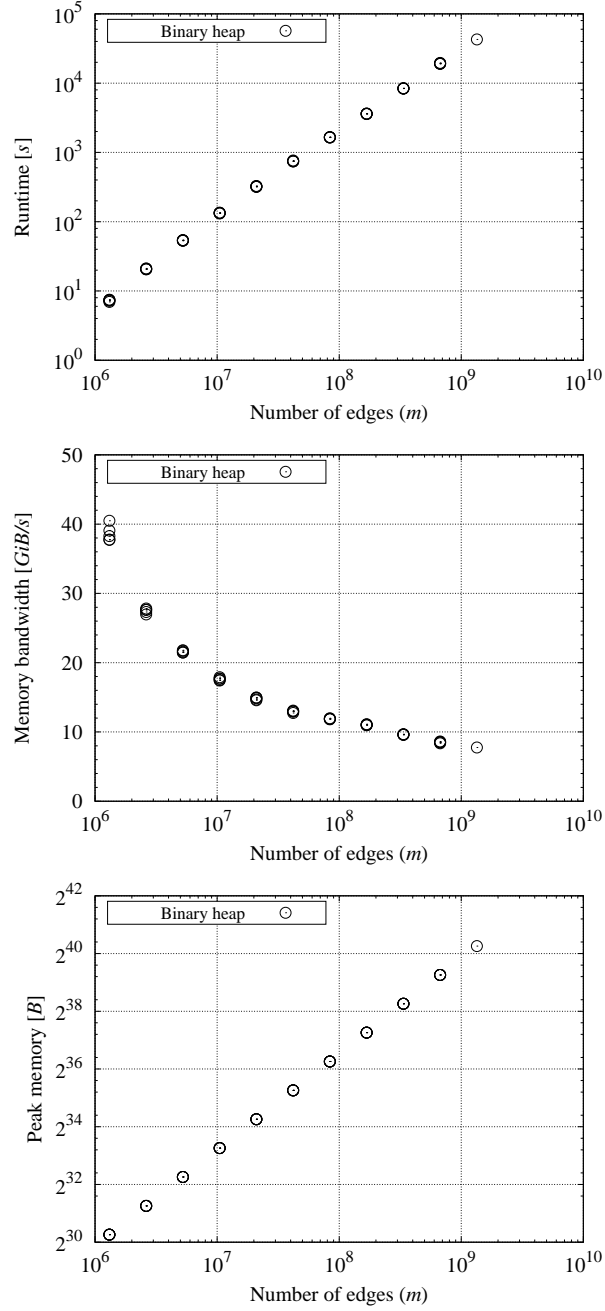 Binary heap
Runtime [s]
10^5
10^4
10^3
10^2
10^1
10^0
10^6 10^7 10^8 10^9 10^10
Number of edges (m)
Binary heap
Memory bandwidth [GiB/s]
50
40
30
20
10
0
10^6 10^7 10^8 10^9 10^10
Number of edges (m)
Binary heap
Peak memory [B]
2^42
2^40
2^38
2^36
2^34
2^32
2^30
10^6 10^7 10^8 10^9 10^10
Number of edges (m)